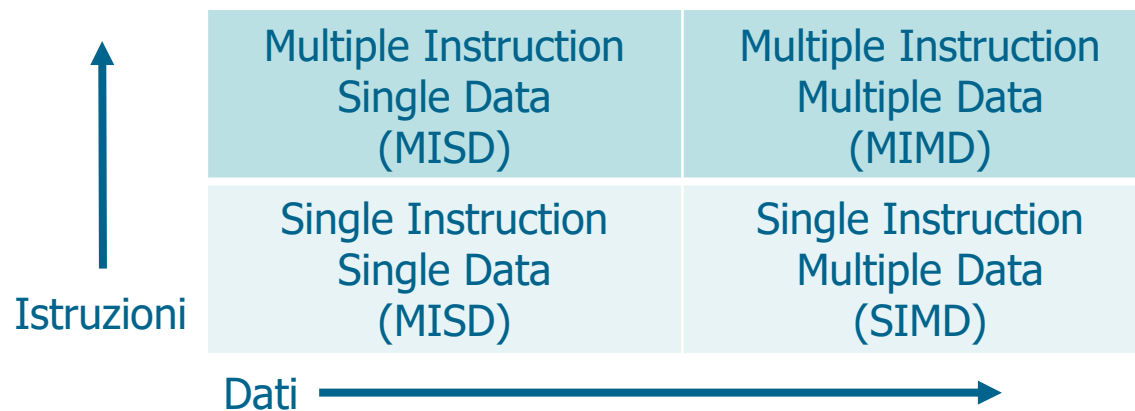 Multiple Instruction
Single Data
(MISD)
Multiple Instruction
Multiple Data
(MIMD)
Single Instruction
Single Data
(MISD)
Single Instruction
Multiple Data
(SIMD)
Istruzioni
Dati